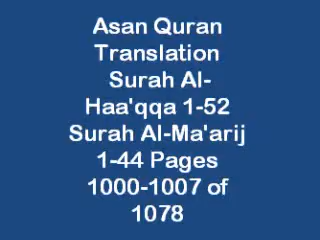 Asan Quran
Translation
Surah Al-
Haa'qqa 1-52
Surah Al-Ma'arij
1-44 Pages
1000-1007 of
1078